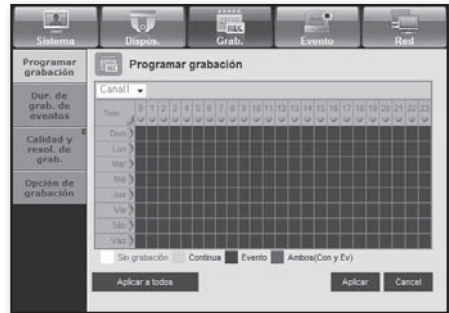 Sistema Dispos. Grab. Evento Red
Programar
grabación
Dur. de
grab. de
eventos
Calidad y
resol. de
grab.
Opción de
grabación
Programar grabación
Canal1
Todo 0 1 2 3 4 5 6 7 8 9 10 11 12 13 14 15 16 17 18 19 20 21 22 23
Dom
Lun
Mar
Mié
Jue
Vie
Sáb
Vac
Sin grabación Continua Evento Ambos(Con y Ev)
Aplicar a todos Aplicar Cancel